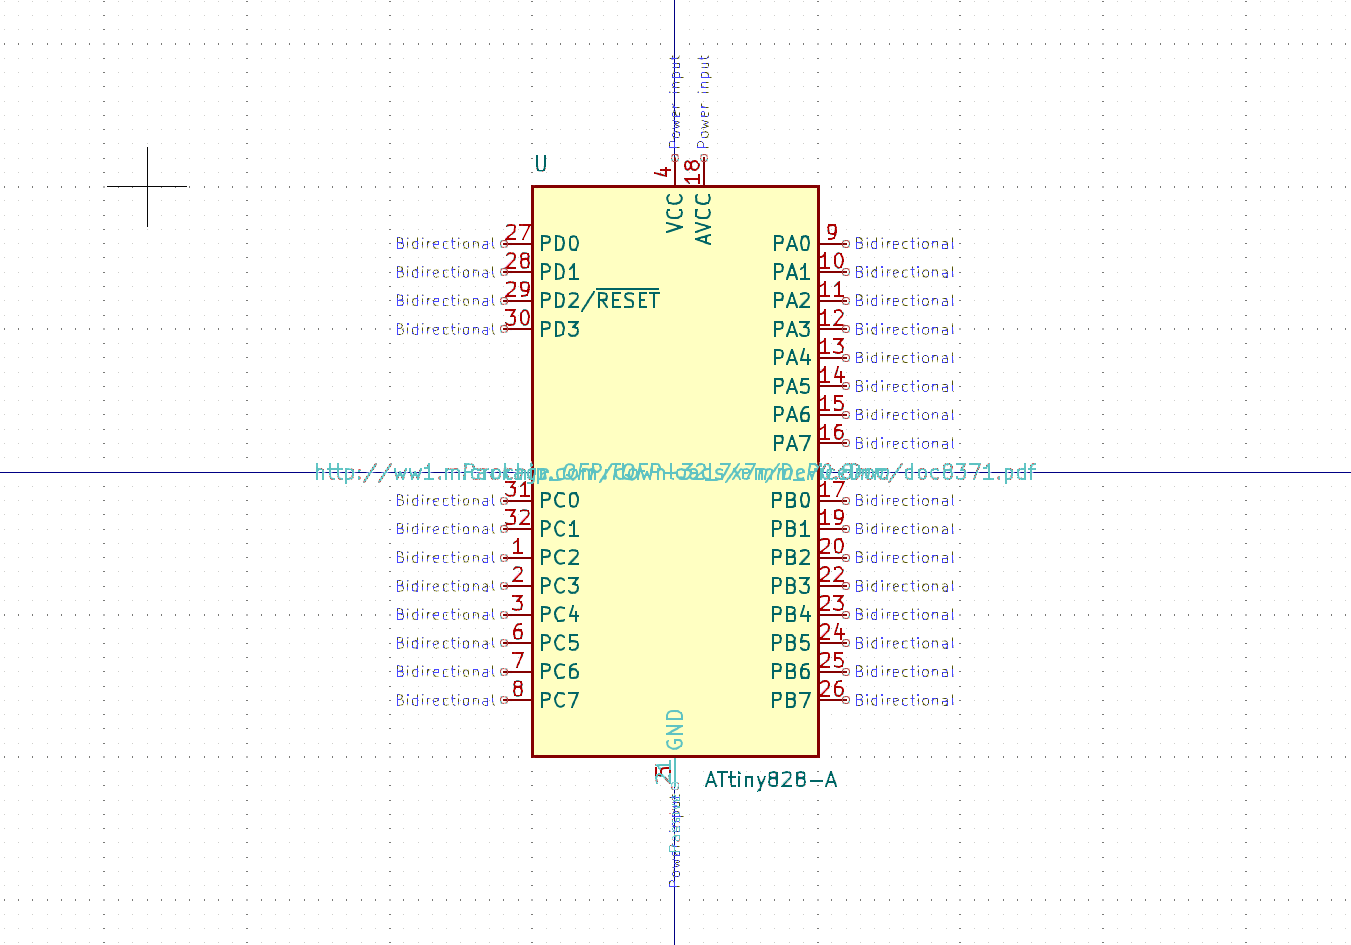 Power input
Power input
U
4
18
VCC
AVCC
Bidirectional 27 PD0
PA0 9 Bidirectional
Bidirectional 28 PD1
PA1 10 Bidirectional
Bidirectional 29 PD2/RESET
PA2 11 Bidirectional
Bidirectional 30 PD3
PA3 12 Bidirectional
PA4 13 Bidirectional
PA5 14 Bidirectional
PA6 15 Bidirectional
PA7 16 Bidirectional
Bidirectional 31 PC0
PB0 17 Bidirectional
Bidirectional 32 PC1
PB1 19 Bidirectional
Bidirectional 1 PC2
PB2 20 Bidirectional
Bidirectional 2 PC3
PB3 22 Bidirectional
Bidirectional 3 PC4
PB4 23 Bidirectional
Bidirectional 6 PC5
PB5 24 Bidirectional
Bidirectional 7 PC6
PB6 25 Bidirectional
Bidirectional 8 PC7
PB7 26 Bidirectional
GND
ATtiny828-A